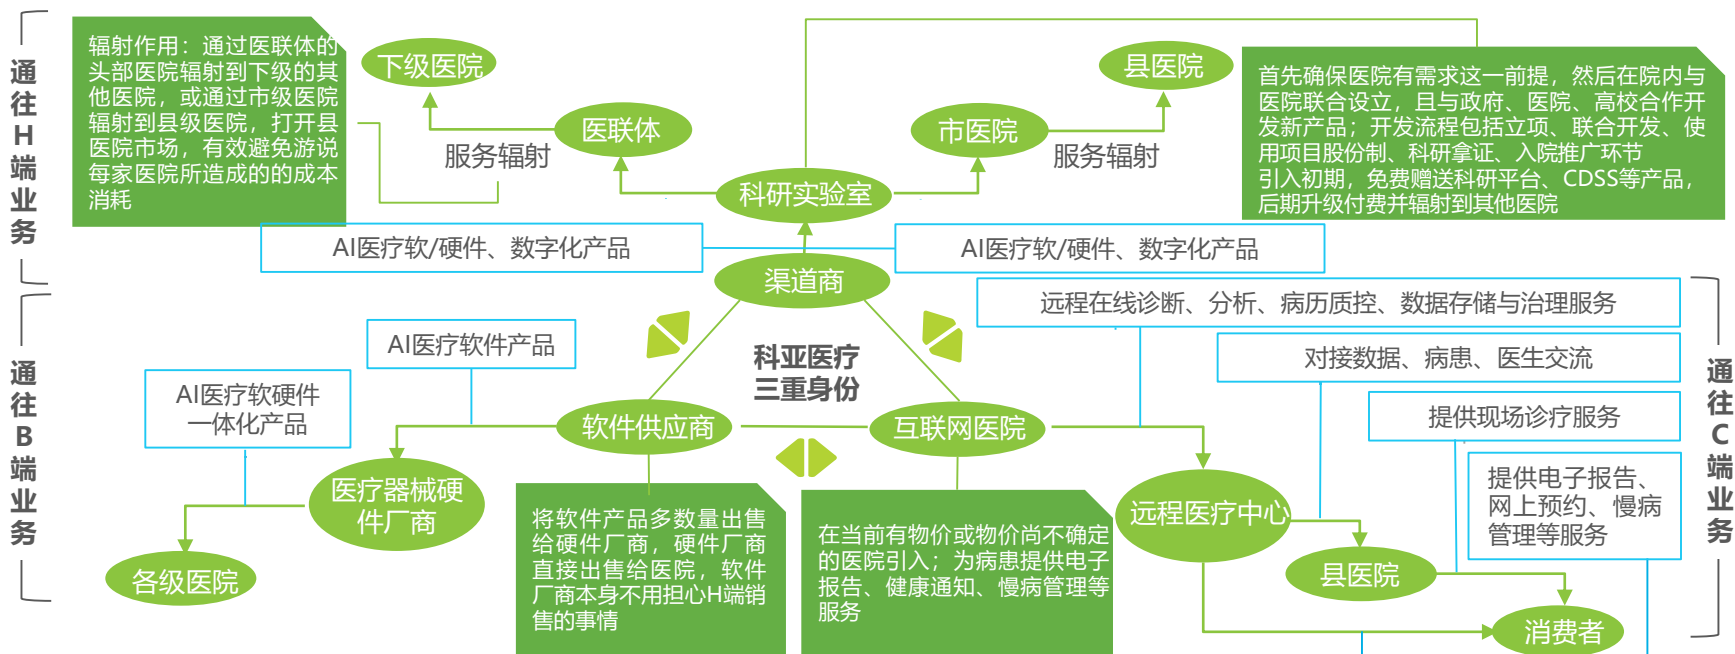 通往H端业务
辐射作用：通过医联体的
头部医院辐射到下级的其
他医院，或通过市级医院
辐射到县级医院，打开县
医院市场，有效避免游说
每家医院所造成的的成本
消耗
下级医院
医联体
服务辐射
县医院
市医院
服务辐射
科研实验室
首先确保医院有需求这一前提，然后在院内与
医院联合设立，且与政府、医院、高校合作开
发新产品；开发流程包括立项、联合开发、使
用项目股份制、科研拿证、入院推广环节
引入初期，免费赠送科研平台、CDSS等产品，
后期升级付费并辐射到其他医院
AI医疗软/硬件、数字化产品
AI医疗软/硬件、数字化产品
渠道商
科亚医疗
三重身份
软件供应商
互联网医院
通往B端业务
AI医疗软件产品
AI医疗软硬件
一体化产品
医疗器械硬
件厂商
各级医院
将软件产品多数量出售
给硬件厂商，硬件厂商
直接出售给医院，软件
厂商本身不用担心H端销
售的事情
在当前有物价或物价尚不确定
的医院引入；为病患提供电子
报告、健康通知、慢病管理等
服务
通往C端业务
远程在线诊断、分析、病历质控、数据存储与治理服务
对接数据、病患、医生交流
提供现场诊疗服务
提供电子报告、
网上预约、慢病
管理等服务
远程医疗中心
县医院
消费者